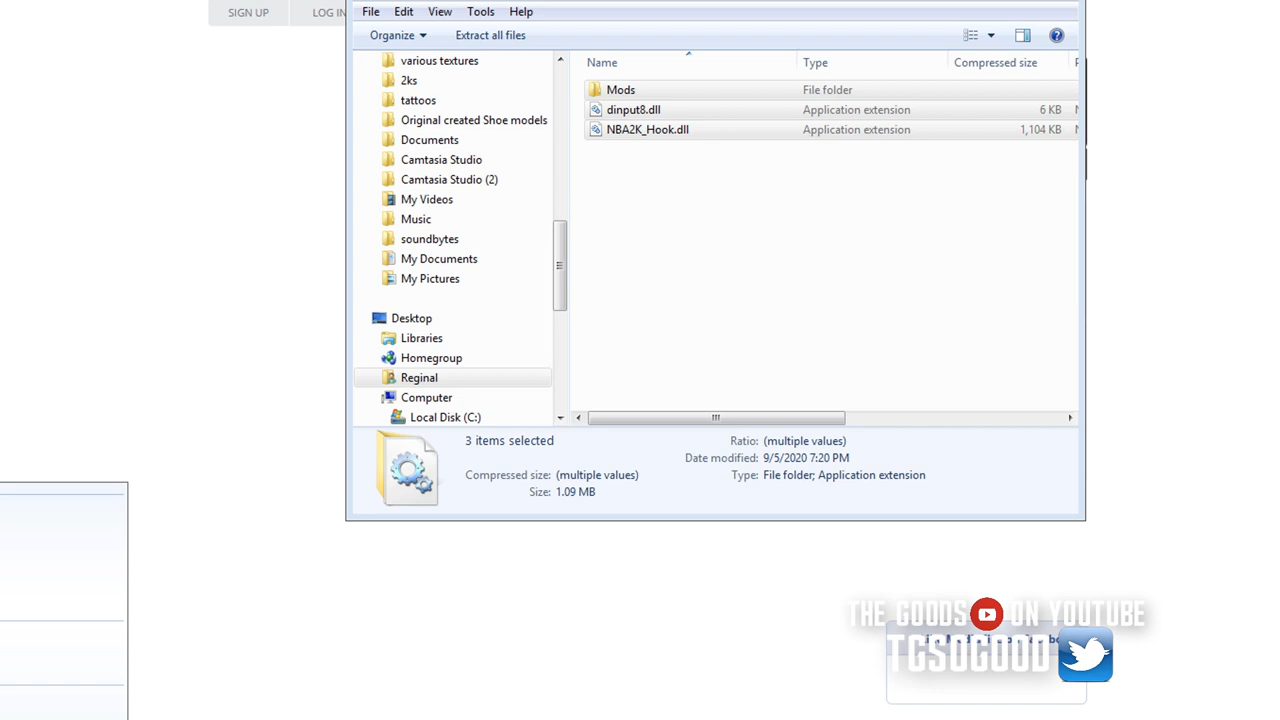 SIGN UP LOG IN
File Edit View Tools Help
Organize Extract all files
various textures
2ks
tattoos
Original created Shoe models
Documents
Camtasia Studio
Camtasia Studio (2)
My Videos
Music
soundbytes
My Documents
My Pictures
Desktop
Libraries
Homegroup
Reginal
Computer
Local Disk (C:)
Name Type Compressed size
Mods File folder
dinput8.dll Application extension 6 KB
NBA2K_Hook.dll Application extension 1,104 KB
3 items selected
Compressed size: (multiple values)
Size: 1.09 MB
Ratio: (multiple values)
Date modified: 9/5/2020 7:20 PM
Type: File folder; Application extension
THE GOODS ON YOUTUBE
TCSOGOOD